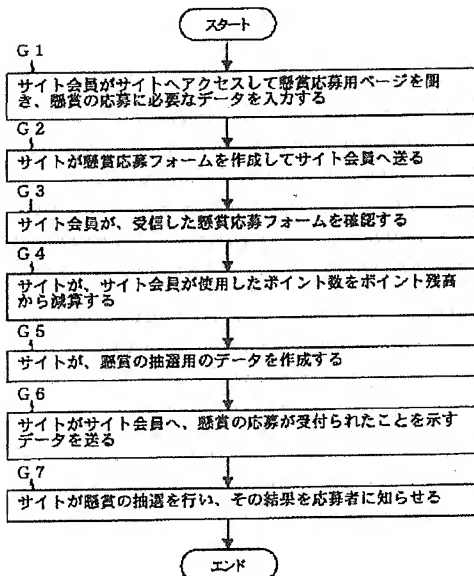 スタート
G1
サイト会員がサイトへアクセスして懸賞応募用ページを開
き、懸賞の応募に必要なデータを入力する
G2
サイトが懸賞応募フォームを作成してサイト会員へ送る
G3
サイト会員が、受信した懸賞応募フォームを確認する
G4
サイトが、サイト会員が使用したポイント数をポイント残高
から減算する
G5
サイトが、懸賞の抽選用のデータを作成する
G6
サイトがサイト会員へ、懸賞の応募が受付られたことを示す
データを送る
G7
サイトが懸賞の抽選を行い、その結果を応募者に知らせる
エンド